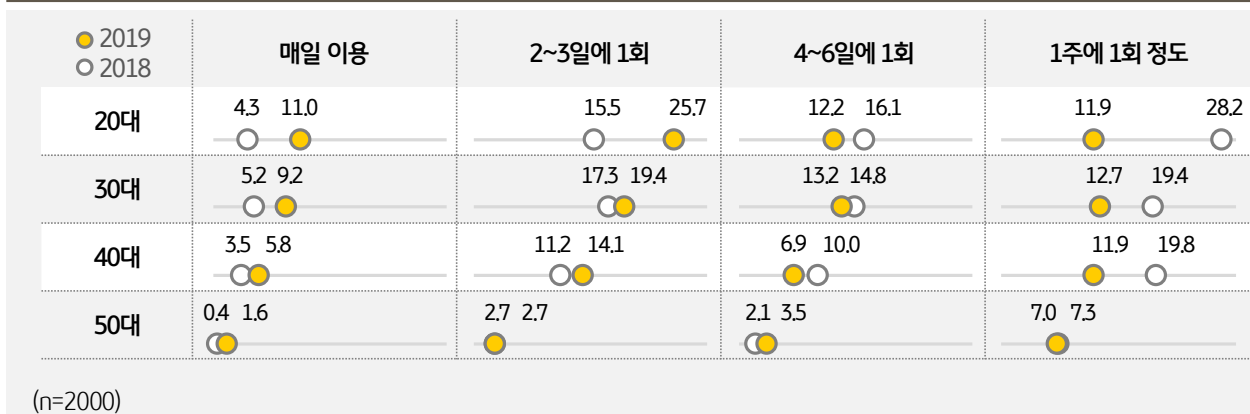 2019
2018
매일 이용 2~3일에 1회 4~6일에 1회 1주에 1회 정도
20대 4.3 11.0 15.5 25.7 12.2 16.1 11.9 28.2
30대 5.2 9.2 17.3 19.4 13.2 14.8 12.7 19.4
40대 3.5 5.8 11.2 14.1 6.9 10.0 11.9 19.8
50대 0.4 1.6 2.7 2.7 2.1 3.5 7.0 7.3
(n=2000)